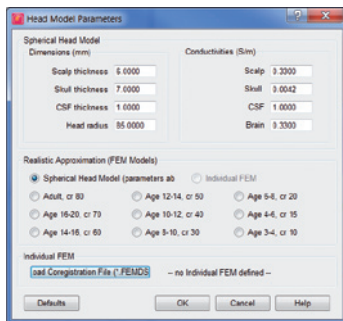 Head Model Parameters
Spherical Head Model
Dimensions (mm)
Conductivities (S/m)
Scalp thickness 6.0000
Scalp 0.3300
Skull thickness 7.0000
Skull 0.0042
CSF thickness 1.0000
CSF 1.0000
Head radius 85.0000
Brain 0.3300
Realistic Approximation (FEM Models)
Spherical Head Model (parameters ab
Individual FEM
Adult, cr 80
Age 12-14, cr 50
Age 6-8, cr 20
Age 16-20, cr 70
Age 10-12, cr 40
Age 4-6, cr 15
Age 14-16, cr 60
Age 8-10, cr 30
Age 3-4, cr 10
Individual FEM
oad Coregistration File (*.FEMDS
-- no Individual FEM defined --
Defaults
OK
Cancel
Help